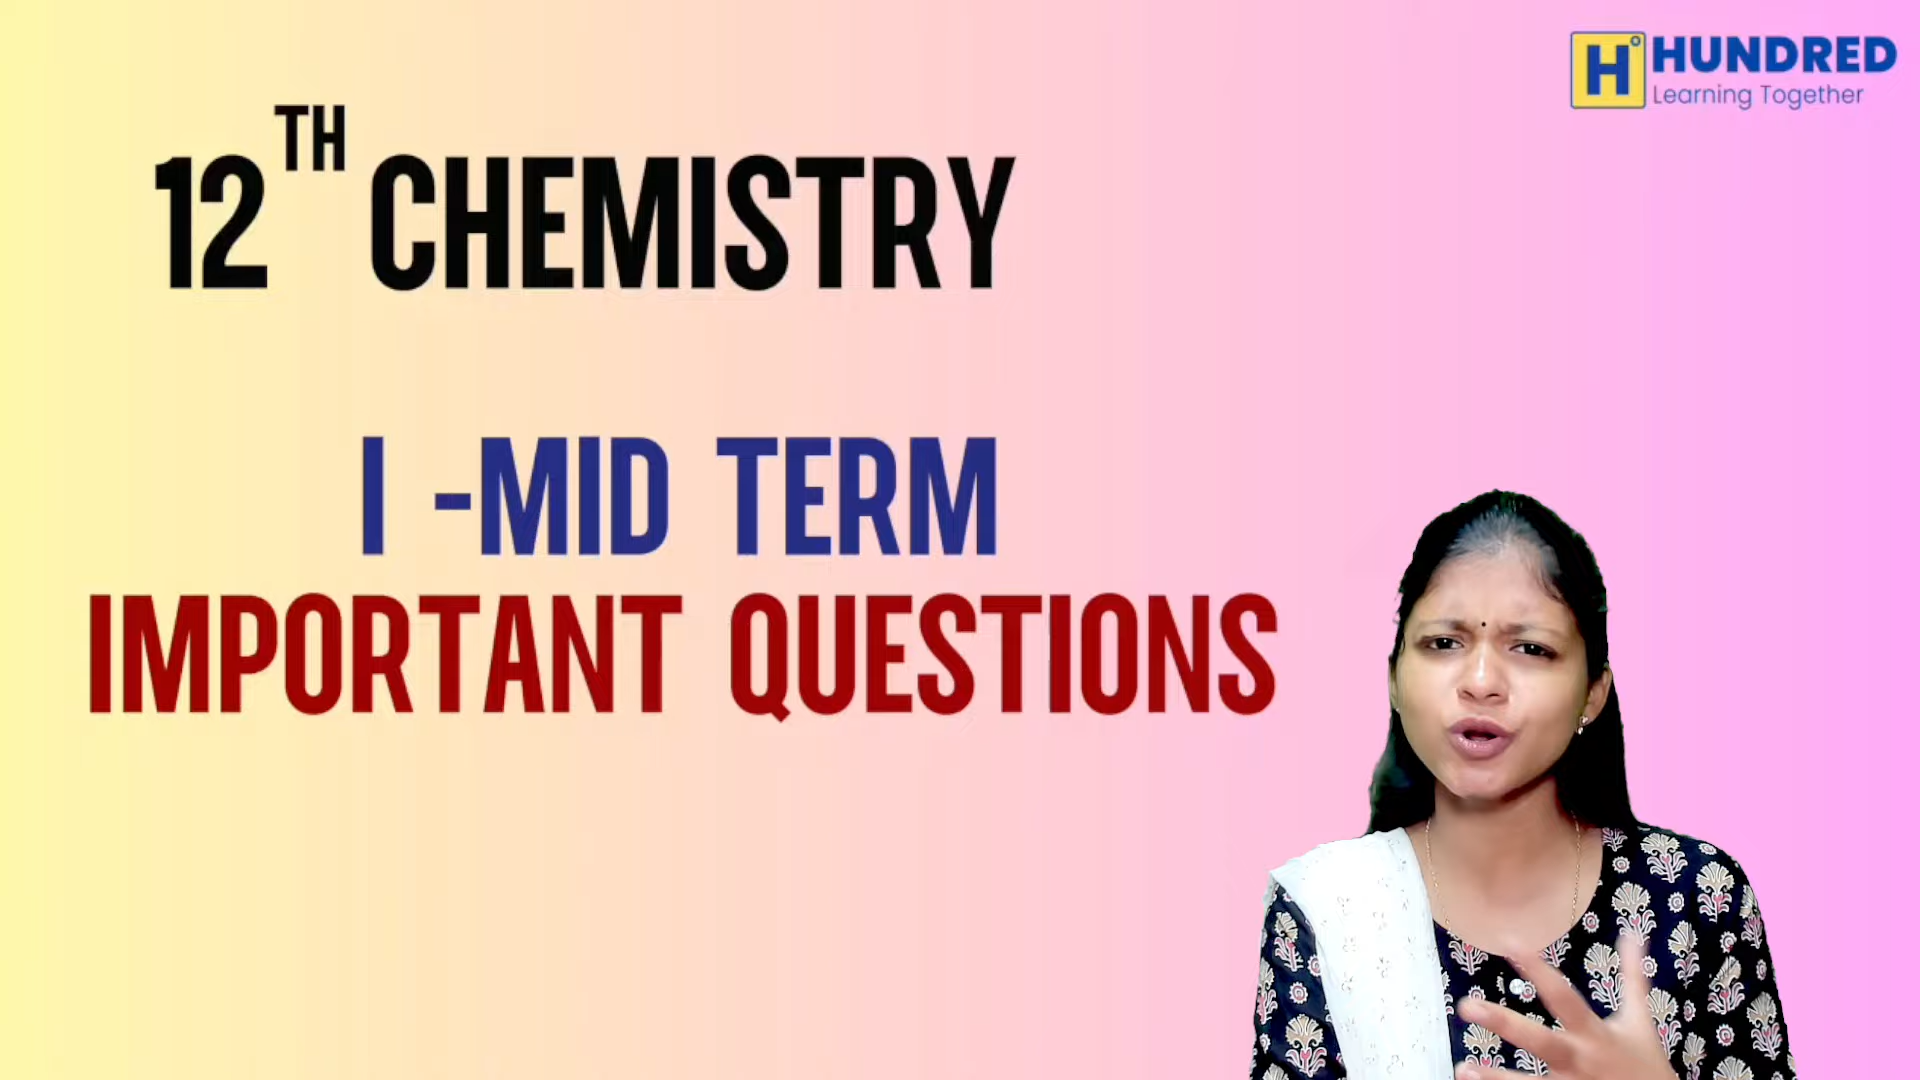 H° HUNDRED
Learning Together
12TH CHEMISTRY
I -MID TERM
IMPORTANT QUESTIONS